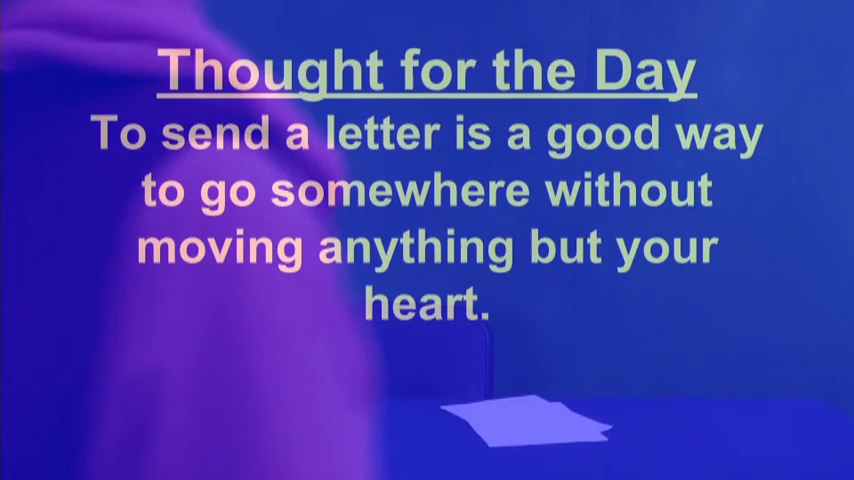 Thought for the Day
To send a letter is a good way
to go somewhere without
moving anything but your
heart.